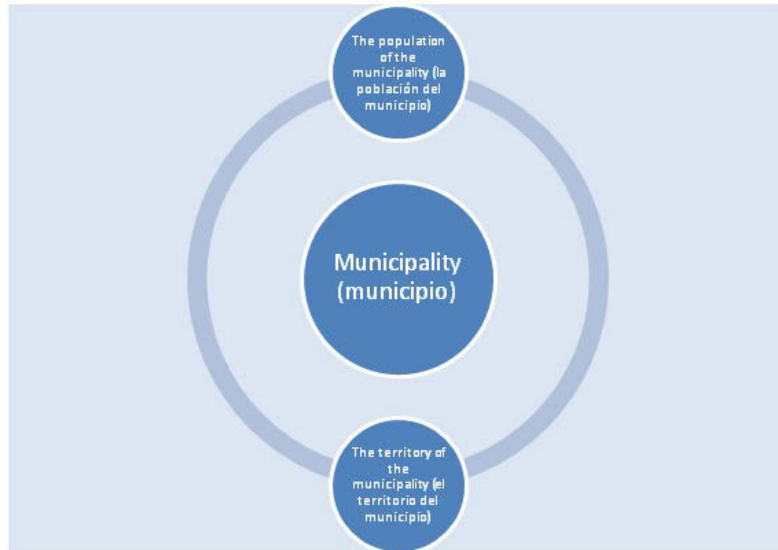 The population
of the
municipality (la
población del
municipio)
Municipality
(municipio)
The territory of
the
municipality (el
territorio del
municipio)